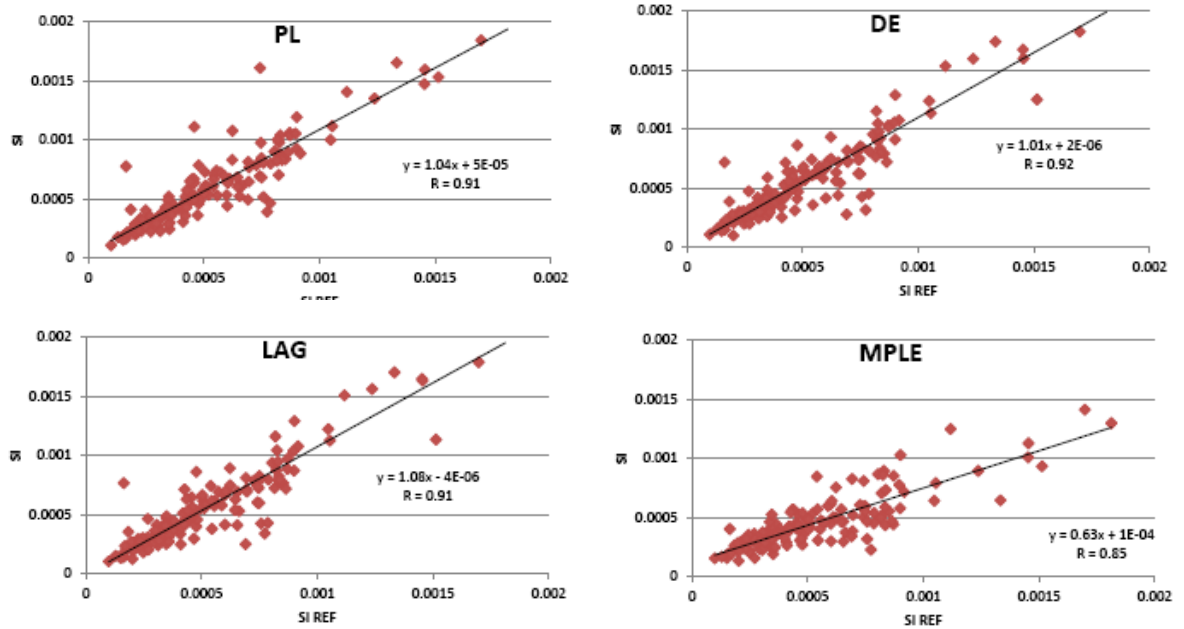 PL
0.002
0.0015
0.001
0.0005
0
SI
y = 1.04x + 5E-05
R = 0.91
0 0.0005 0.001 0.0015 0.002
SI REF
DE
0.002
0.0015
0.001
0.0005
0
SI
y = 1.01x + 2E-06
R = 0.92
0 0.0005 0.001 0.0015 0.002
SI REF
LAG
0.002
0.0015
0.001
0.0005
0
SI
y = 1.08x - 4E-06
R = 0.91
0 0.0005 0.001 0.0015 0.002
SI REF
MPLE
0.002
0.0015
0.001
0.0005
0
SI
y = 0.63x + 1E-04
R = 0.85
0 0.0005 0.001 0.0015 0.002
SI REF